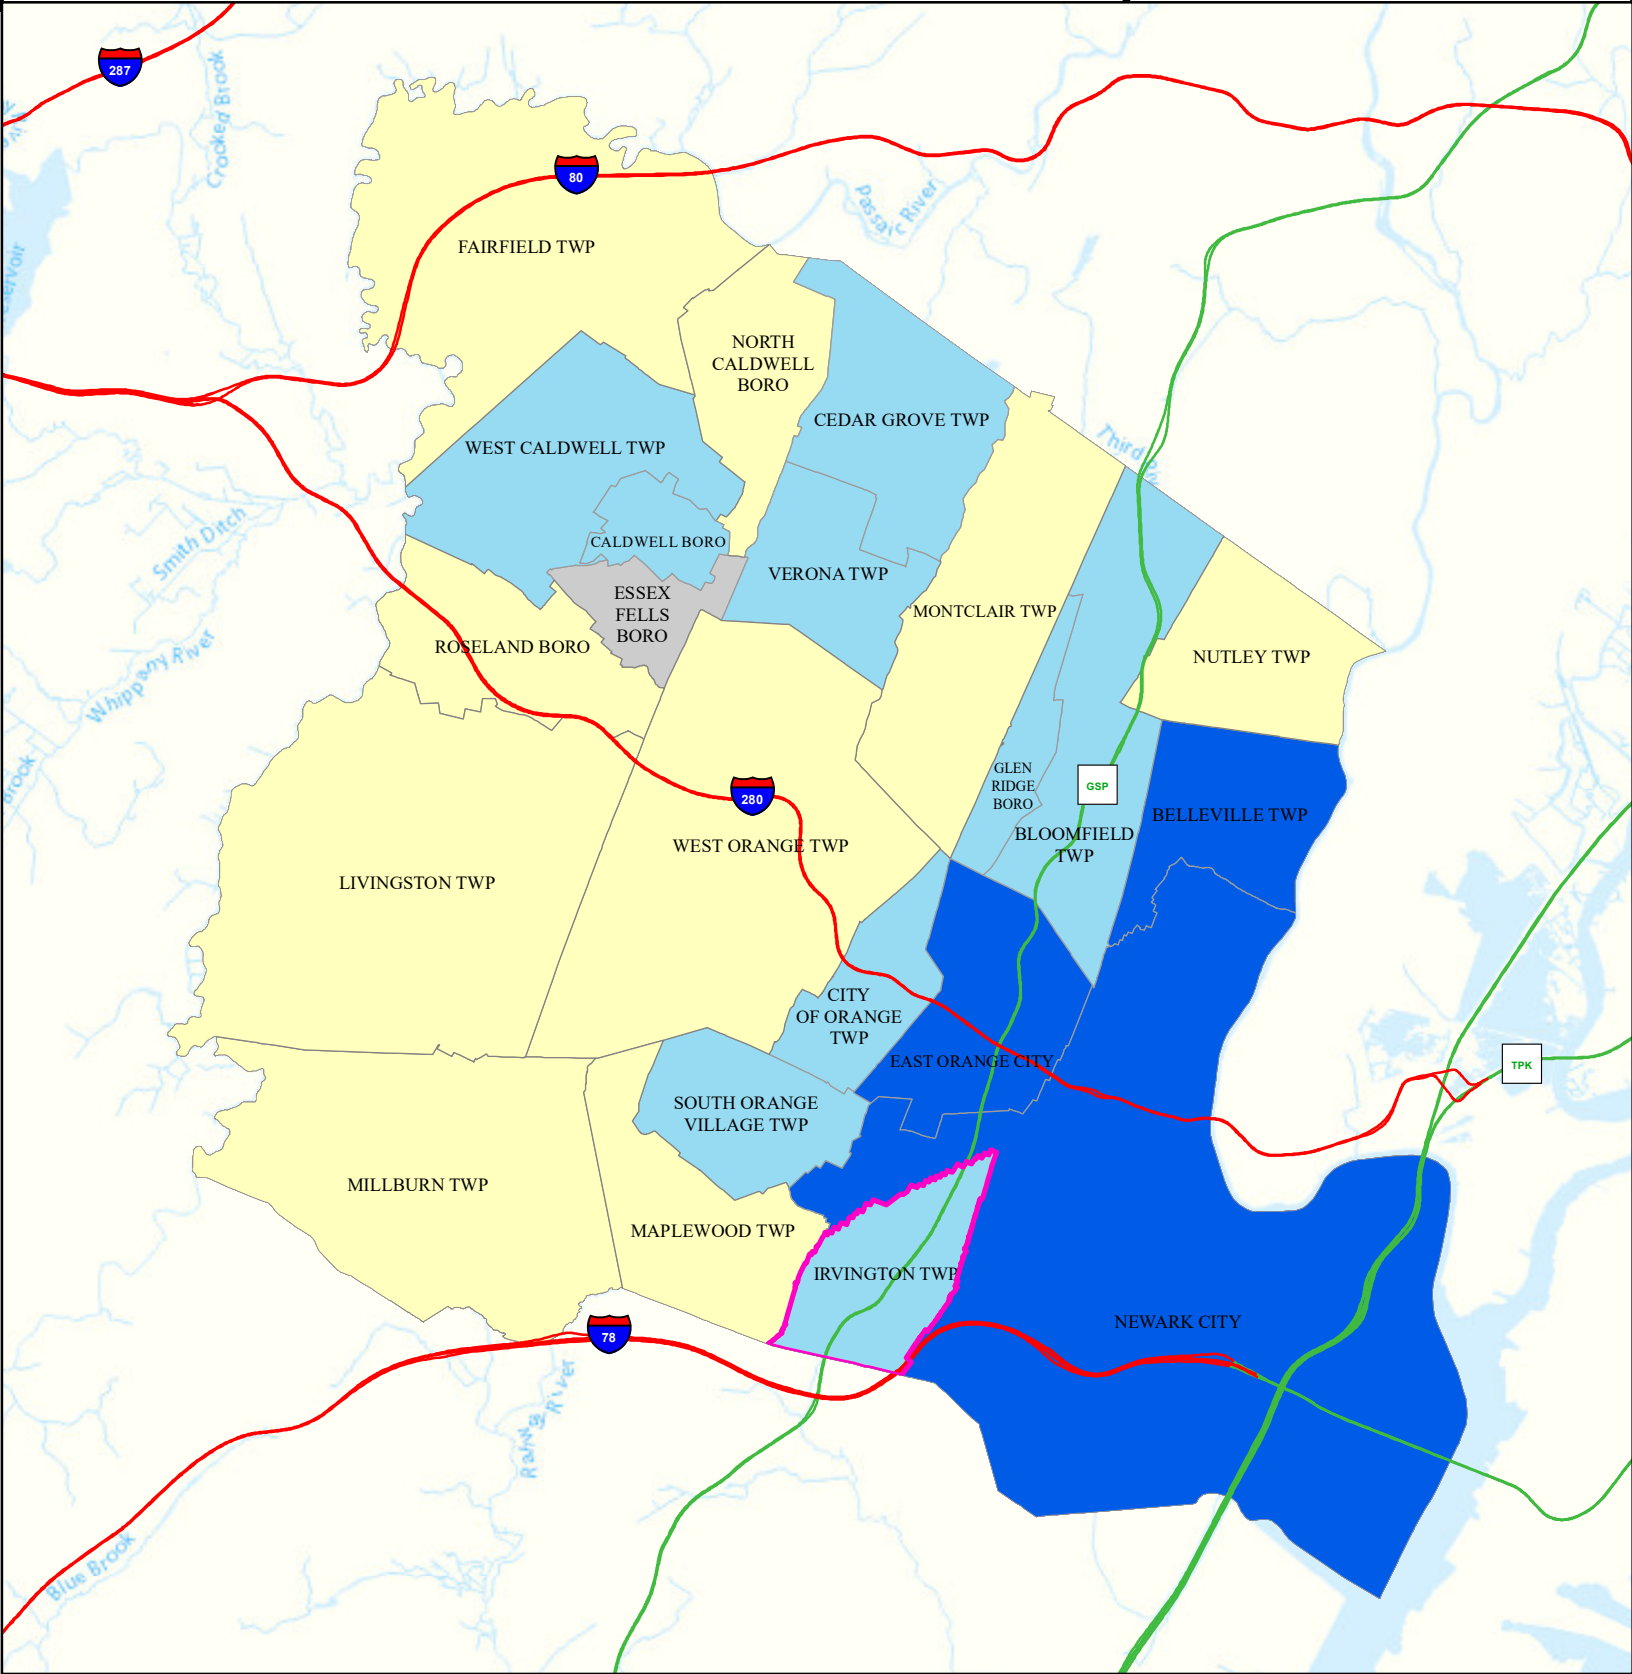 287
Crooked Brook
80
Passaic River
FAIRFIELD TWP
NORTH
CALDWELL
BORO
CEDAR GROVE TWP
WEST CALDWELL TWP
Third
Smith Ditch
CALDWELL BORO
VERONA TWP
ESSEX
FELLS
BORO
MONTCLAIR TWP
ROSELAND BORO
NUTLEY TWP
Whippany River
Brook
GLEN
RIDGE
BORO
GSP
280
BELLEVILLE TWP
BLOOMFIELD
TWP
WEST ORANGE TWP
LIVINGSTON TWP
CITY
OF ORANGE
TWP
EAST ORANGE CITY
TPK
SOUTH ORANGE
VILLAGE TWP
MILLBURN TWP
MAPLEWOOD TWP
IRVINGTON TWP
NEWARK CITY
78
River
Blue Brook